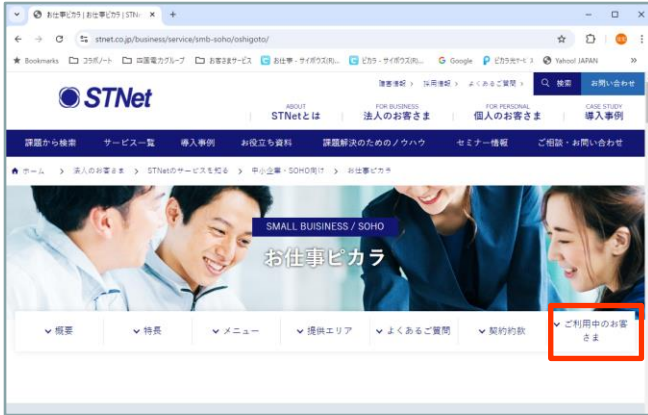 お仕事ピカラ | お仕事ピカラ | STN
stnet.co.jp/business/service/smb-soho/oshigoto/
Bookmarks コラボノート 四国電力グループ お客さまサービス お仕事 - サイボウズ(R)... ピカラ - サイボウズ(R)... Google ピカラ光サービス Yahoo! JAPAN »
障害情報 › 採用情報 › よくあるご質問 › 検索 お問い合わせ
STNet
ABOUT FOR BUSINESS FOR PERSONAL CASE STUDY
STNetとは 法人のお客さま 個人のお客さま 導入事例
課題から検索 サービス一覧 導入事例 お役立ち資料 課題解決のためのノウハウ セミナー情報 ご相談・お問い合わせ
ホーム › 法人のお客さま › STNetのサービスを知る › 中小企業・SOHO向け › お仕事ピカラ
SMALL BUISINESS / SOHO
お仕事ピカラ
概要 特長 メニュー 提供エリア よくあるご質問 契約約款 ご利用中のお客
さま